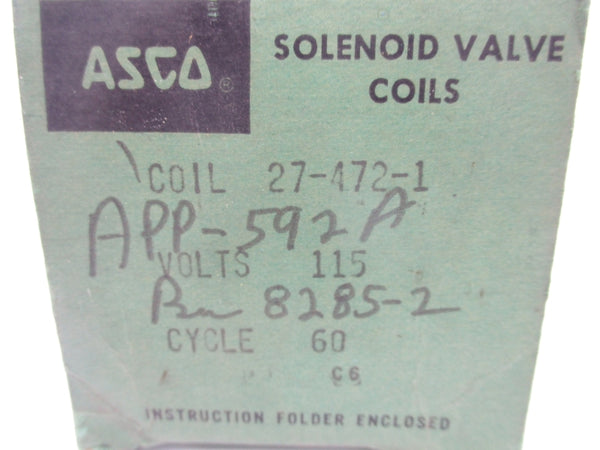 ASCO®
SOLENOID VALVE
COILS
COIL 27-472-1
APP-592A
VOLTS 115
8285-2
CYCLE 60
C6
INSTRUCTION FOLDER ENCLOSED